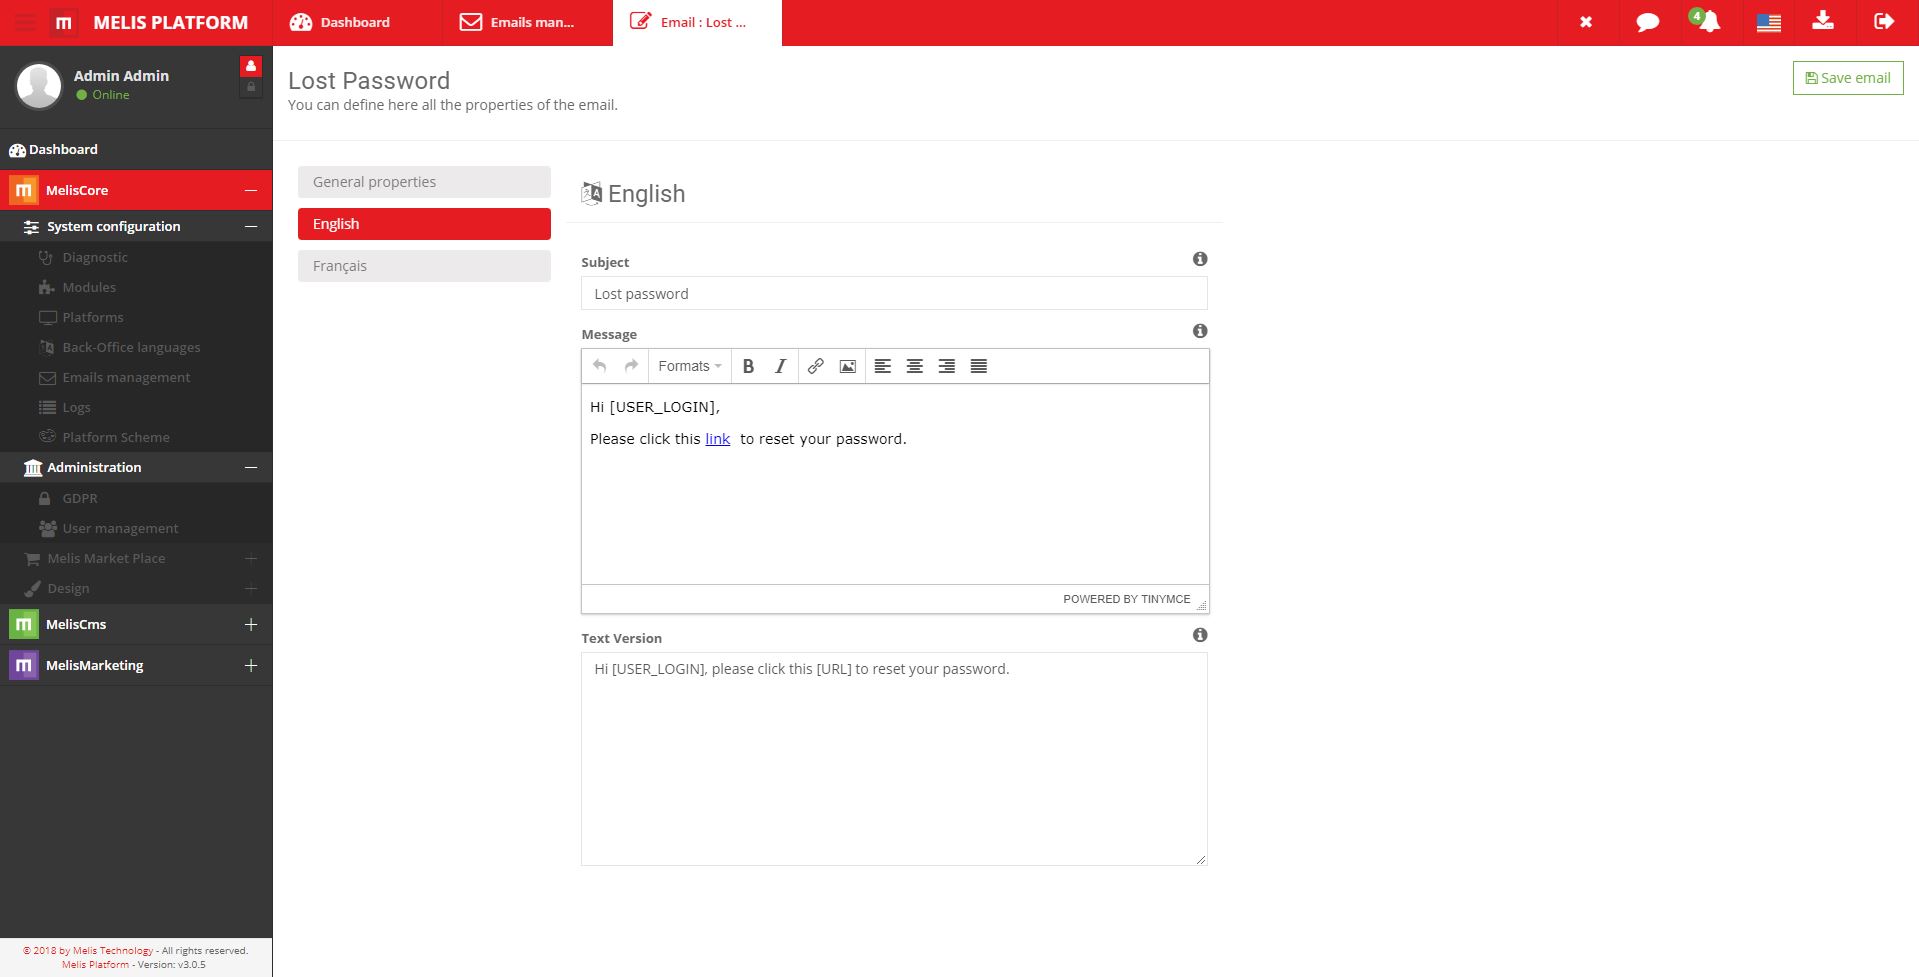 MELIS PLATFORM
Dashboard
Emails man...
Email : Lost ...
4
Admin Admin
Online
Dashboard
MelisCore
System configuration
Diagnostic
Modules
Platforms
Back-Office languages
Emails management
Logs
Platform Scheme
Administration
GDPR
User management
Melis Market Place
Design
MelisCms
MelisMarketing
© 2018 by Melis Technology - All rights reserved.
Melis Platform - Version: v3.0.5
Lost Password
You can define here all the properties of the email.
Save email
General properties
English
Français
English
Subject
Lost password
Message
Formats
B I
Hi [USER_LOGIN],
Please click this link to reset your password.
POWERED BY TINYMCE
Text Version
Hi [USER_LOGIN], please click this [URL] to reset your password.